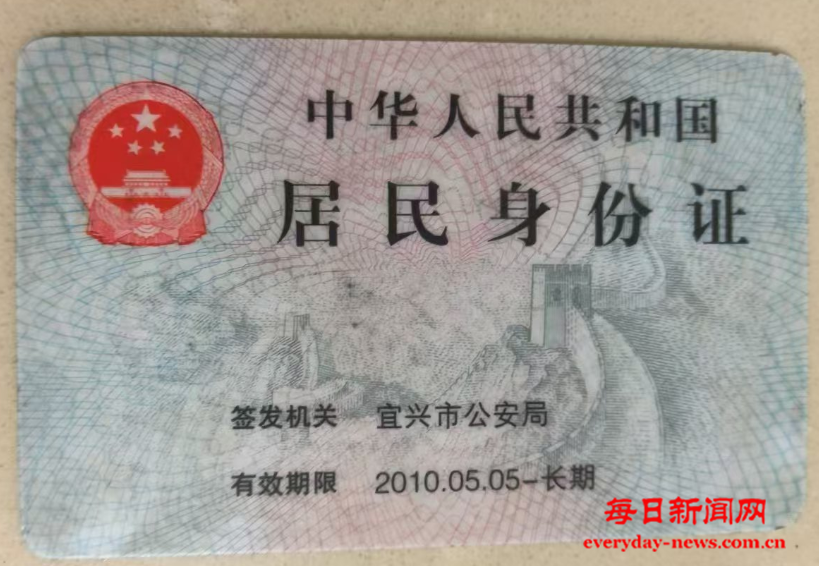 中华人民共和国
居民身份证
签发机关 宜兴市公安局
有效期限 2010.05.05-长期
每日新闻网
everyday-news.com.cn